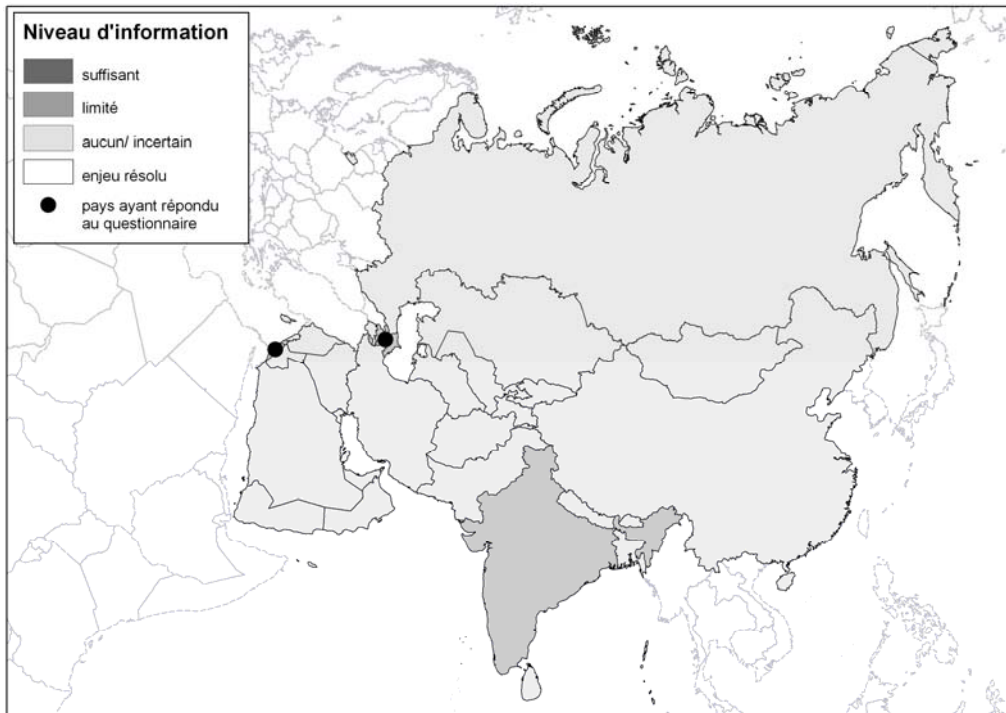 Niveau d'information
suffisant
limité
aucun/ incertain
enjeu résolu
pays ayant répondu
au questionnaire